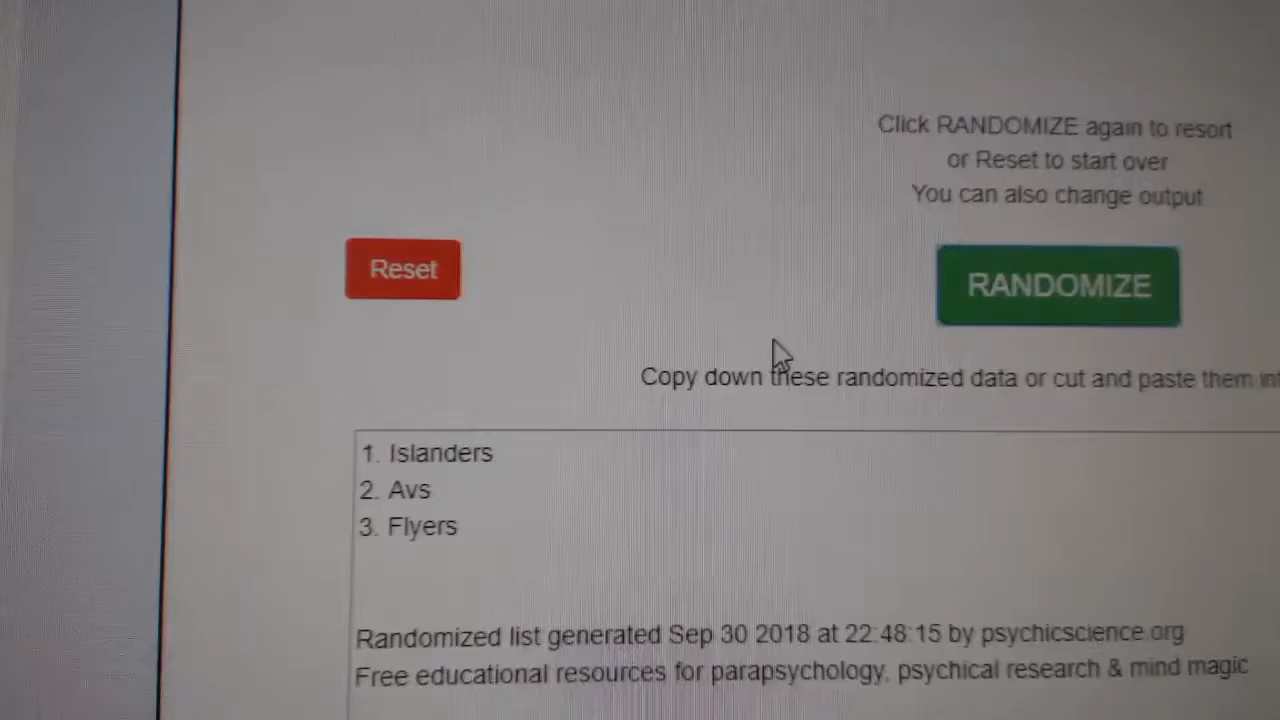 Click RANDOMIZE again to resort
or Reset to start over
You can also change output
Reset
RANDOMIZE
Copy down these randomized data or cut and paste them
1. Islanders
2. Avs
3. Flyers
Randomized list generated Sep 30 2018 at 22:48:15 by psychicscience.org
Free educational resources for parapsychology, psychical research & mind magic